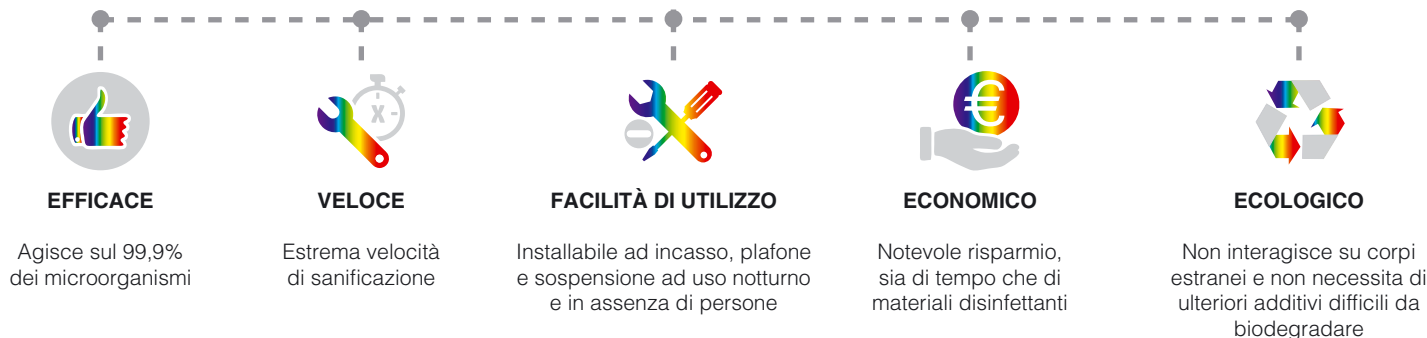 X
€
EFFICACE
Agisce sul 99,9%
dei microorganismi
VELOCE
Estrema velocità
di sanificazione
FACILITÀ DI UTILIZZO
Installabile ad incasso, plafone
e sospensione ad uso notturno
e in assenza di persone
ECONOMICO
Notevole risparmio,
sia di tempo che di
materiali disinfettanti
ECOLOGICO
Non interagisce su corpi
estranei e non necessita di
ulteriori additivi difficili da
biodegradare